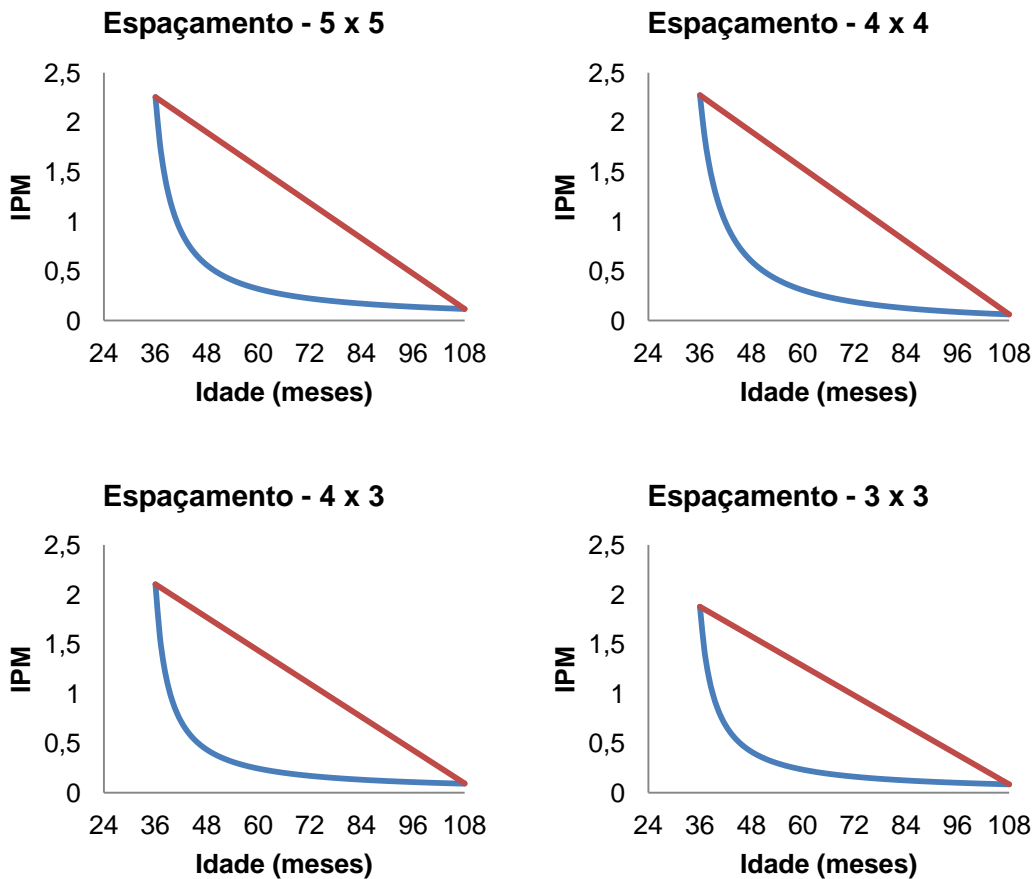 Espaçamento - 5 x 5
2,5
2
1,5
1
0,5
0
IPM
24 36 48 60 72 84 96 108
Idade (meses)
Espaçamento - 4 x 4
2,5
2
1,5
1
0,5
0
IPM
24 36 48 60 72 84 96 108
Idade (meses)
Espaçamento - 4 x 3
2,5
2
1,5
1
0,5
0
IPM
24 36 48 60 72 84 96 108
Idade (meses)
Espaçamento - 3 x 3
2,5
2
1,5
1
0,5
0
IPM
24 36 48 60 72 84 96 108
Idade (meses)